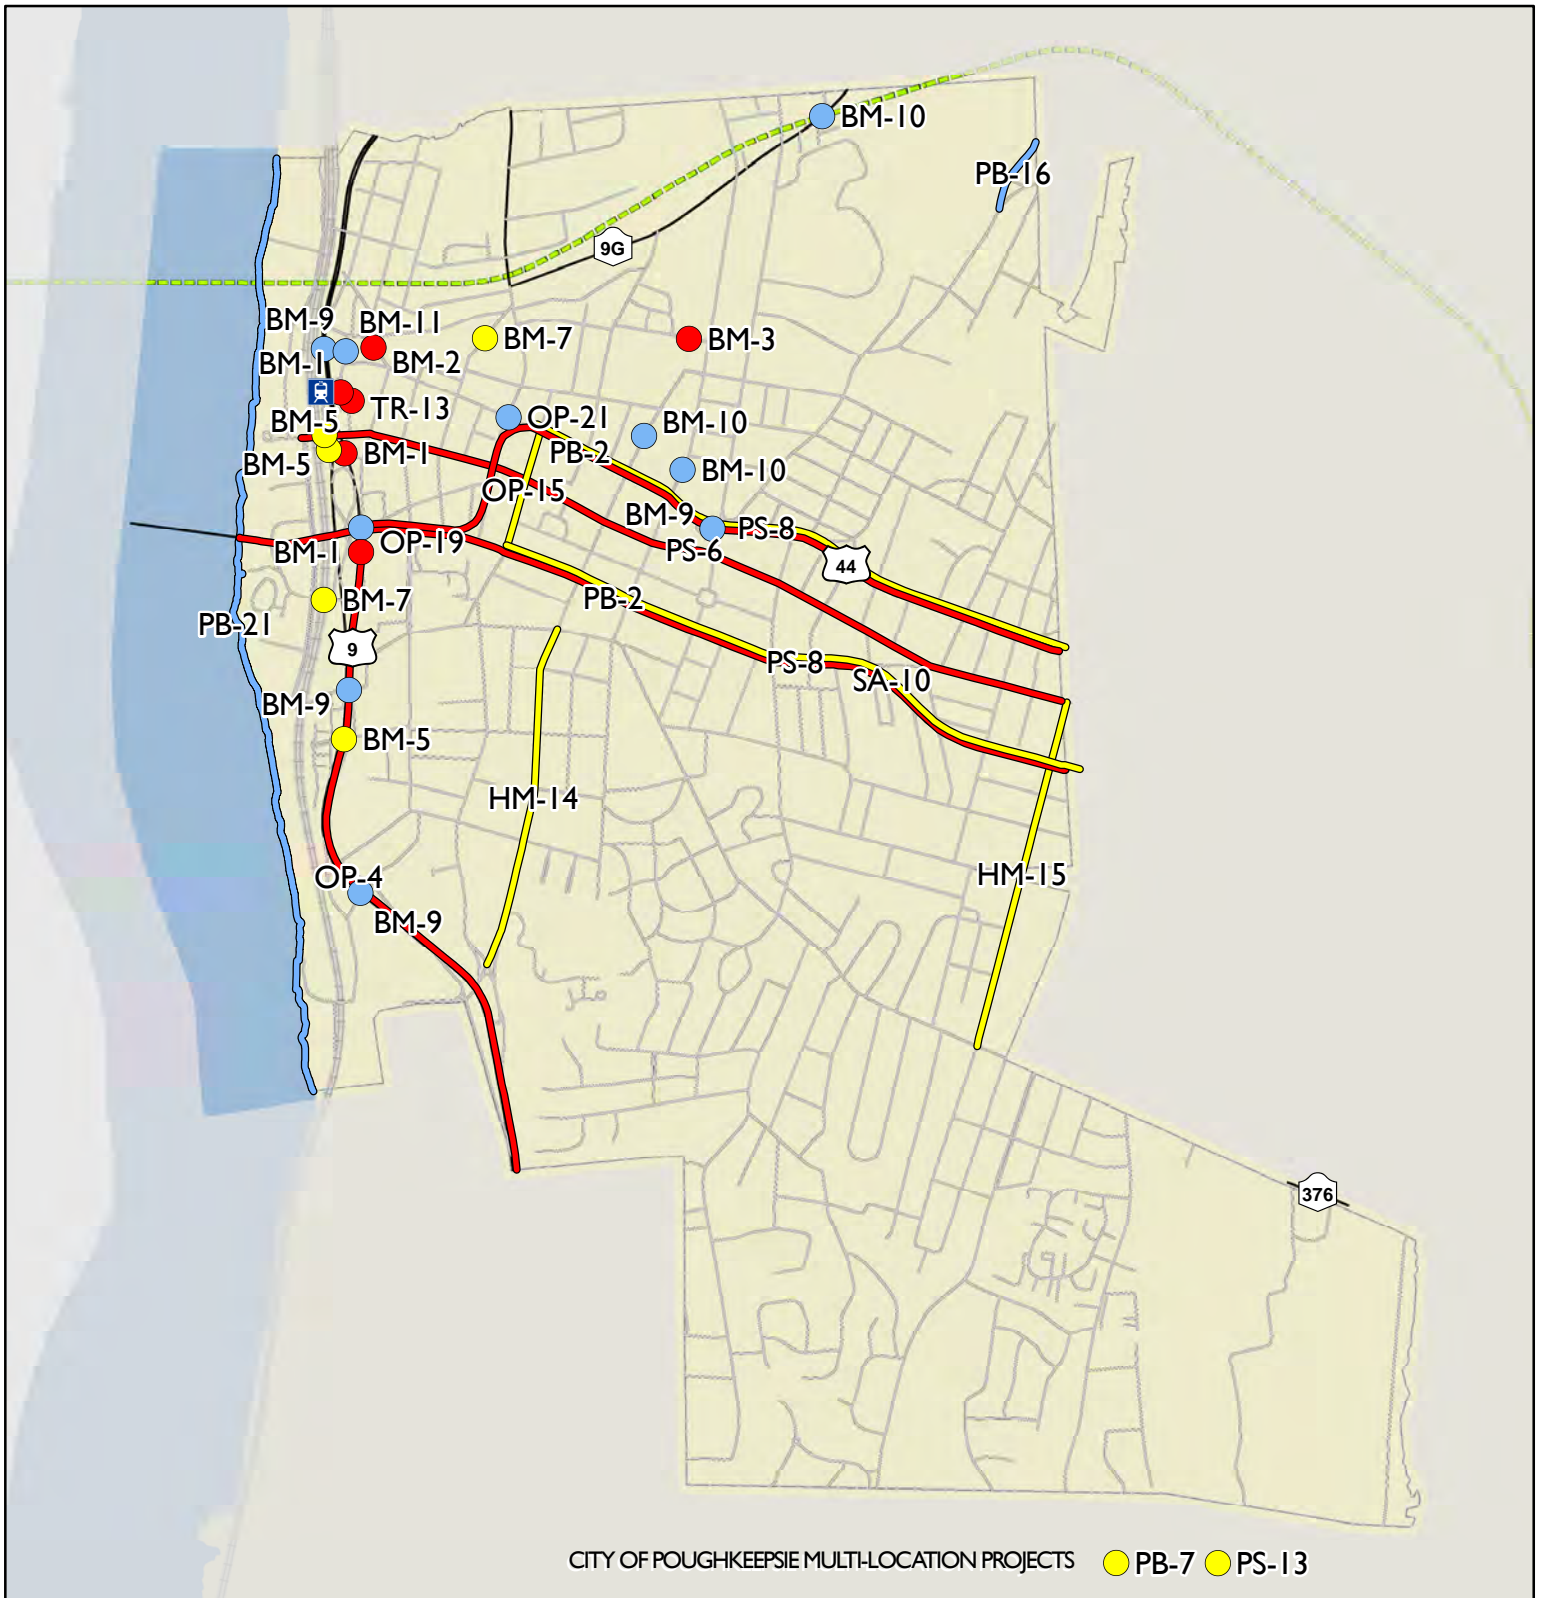 BM-10
PB-16
9G
BM-9
BM-11
BM-7
BM-3
BM-1
BM-2
TR-13
BM-5
OP-21
BM-10
BM-1
PB-2
BM-5
BM-10
OP-15
BM-9
PS-8
OP-19
BM-1
PS-6
44
PB-2
BM-7
PB-21
9
PS-8
SA-10
BM-9
BM-5
HM-14
OP-4
HM-15
BM-9
376
CITY OF POUGHKEEPSIE MULTI-LOCATION PROJECTS PB-7 PS-13